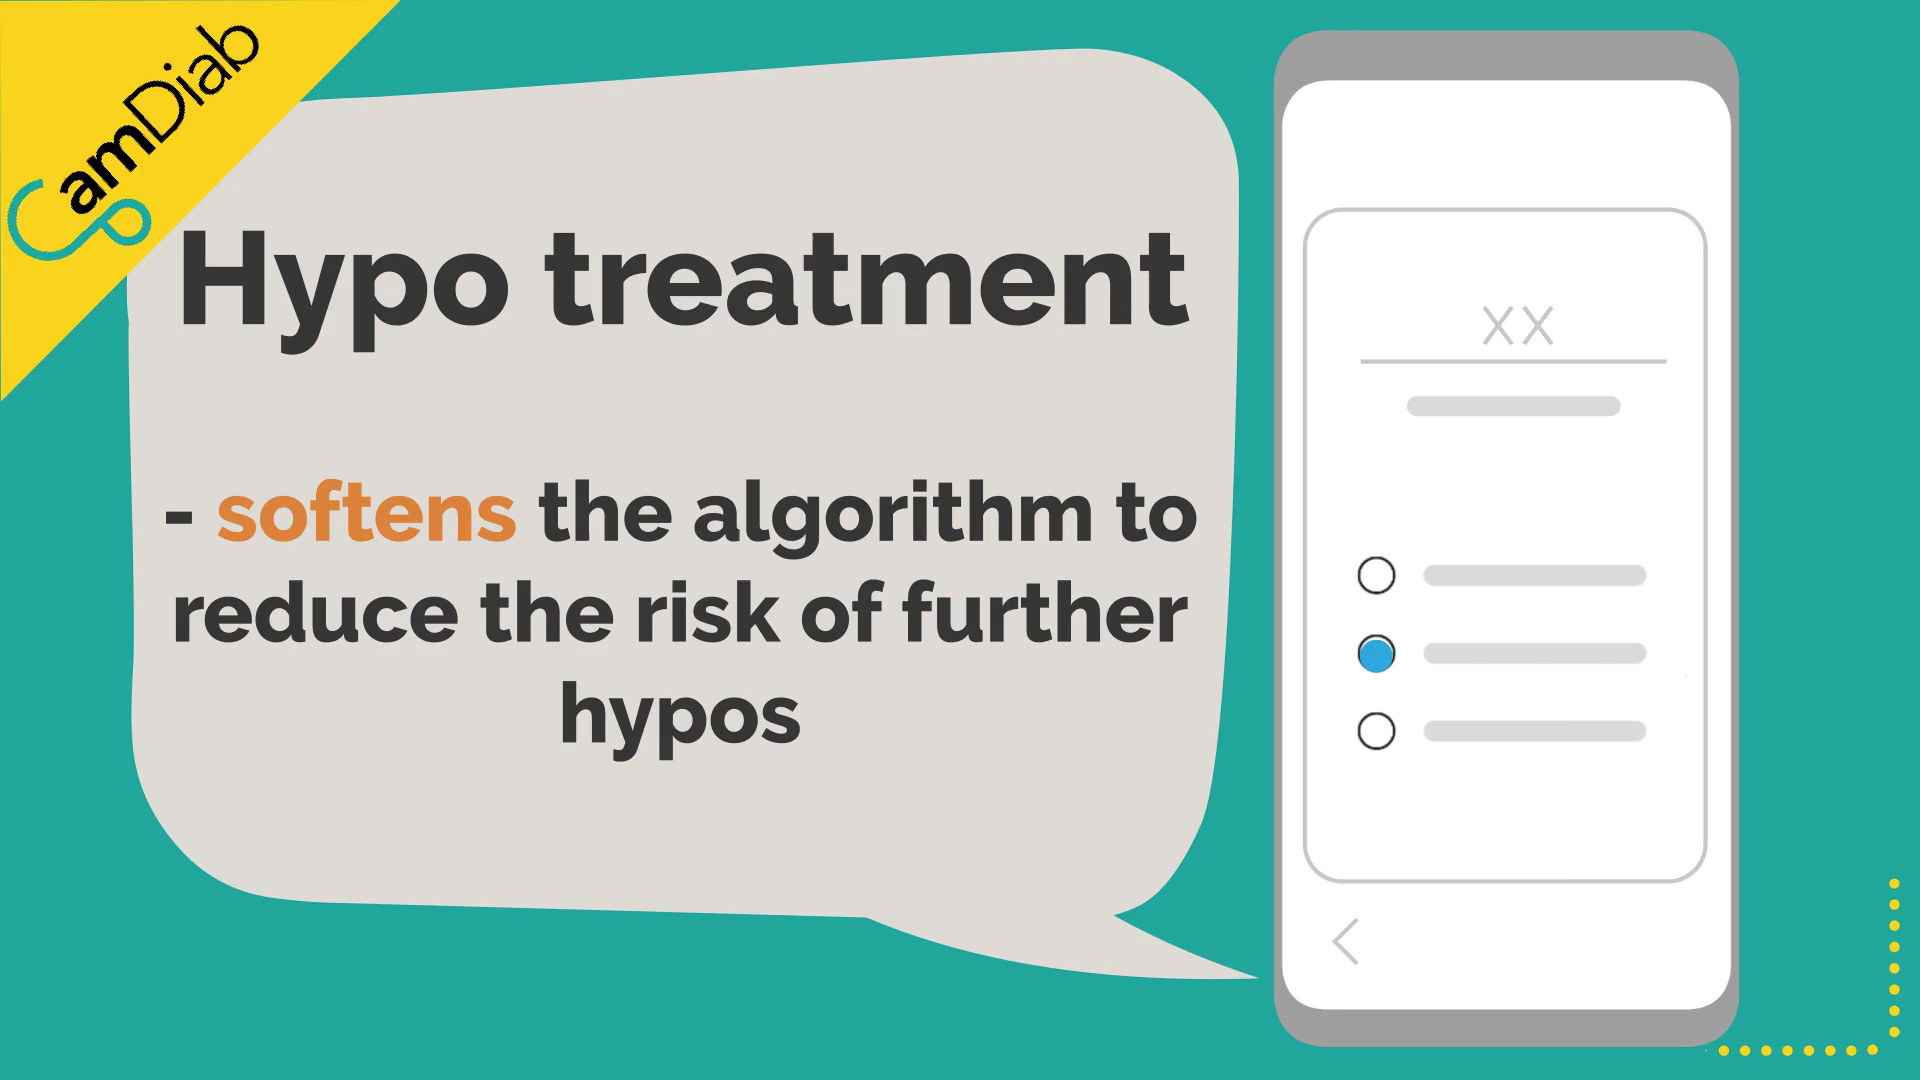 CamDiab
Hypo treatment
- softens the algorithm to
reduce the risk of further
hypos
XX